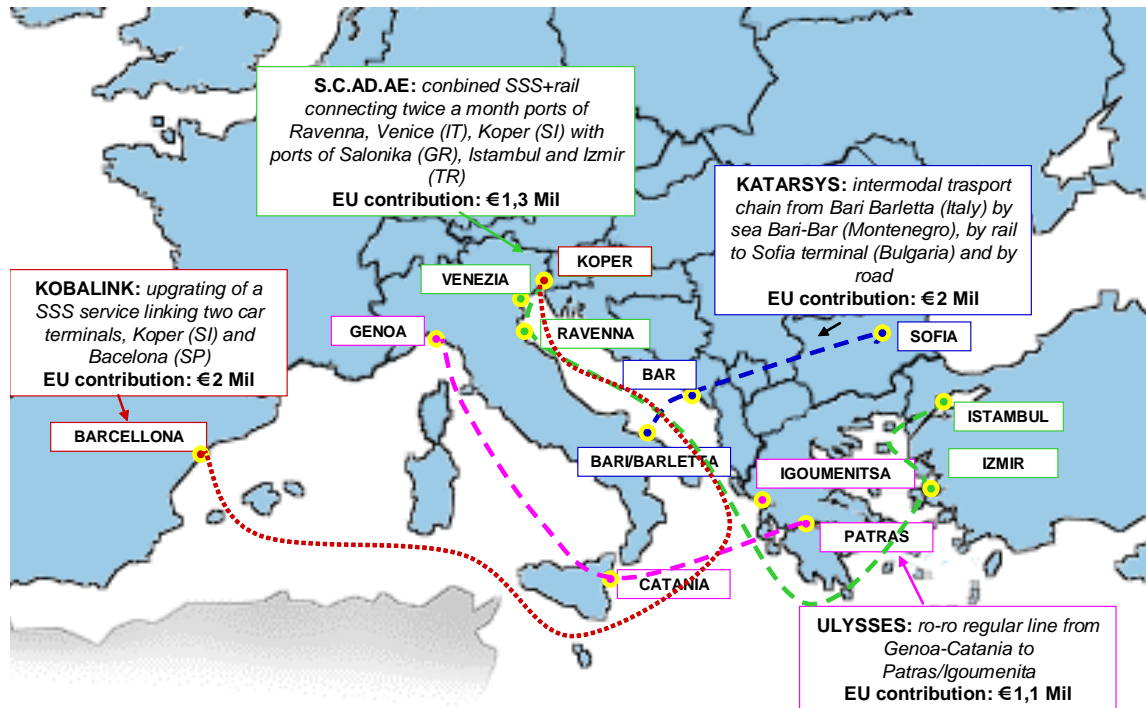 S.C.AD.AE: combined SSS+rail
connecting twice a month ports of
Ravenna, Venice (IT), Koper (SI) with
ports of Salonika (GR), Istambul and Izmir
(TR)
EU contribution: €1,3 Mil
KATARSYS: intermodal trasport
chain from Bari Barletta (Italy) by
sea Bari-Bar (Montenegro), by rail
to Sofia terminal (Bulgaria) and by
road
EU contribution: €2 Mil
KOBALINK: upgrating of a
SSS service linking two car
terminals, Koper (SI) and
Bacelona (SP)
EU contribution: €2 Mil
KOPER
VENEZIA
GENOA
RAVENNA
SOFIA
BAR
ISTAMBUL
BARCELLONA
BARI/BARLETTA
IGOUMENITSA
IZMIR
PATRAS
CATANIA
ULYSSES: ro-ro regular line from
Genoa-Catania to
Patras/Igoumenita
EU contribution: €1,1 Mil